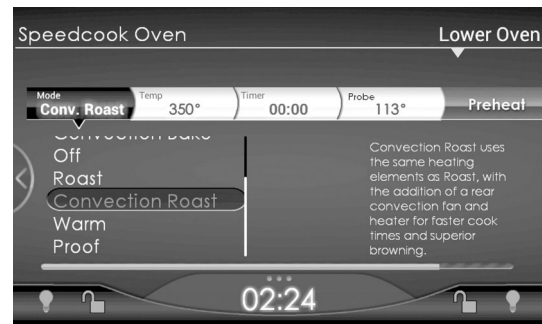 Speedcook Oven
Lower Oven
Mode
Conv. Roast
Temp
350°
Timer
00:00
Probe
113°
Preheat
Convection Bake
Off
Roast
Convection Roast
Warm
Proof
Convection Roast uses
the same heating
elements as Roast, with
the addition of a rear
convection fan and
heater for faster cook
times and superior
browning.
02:24